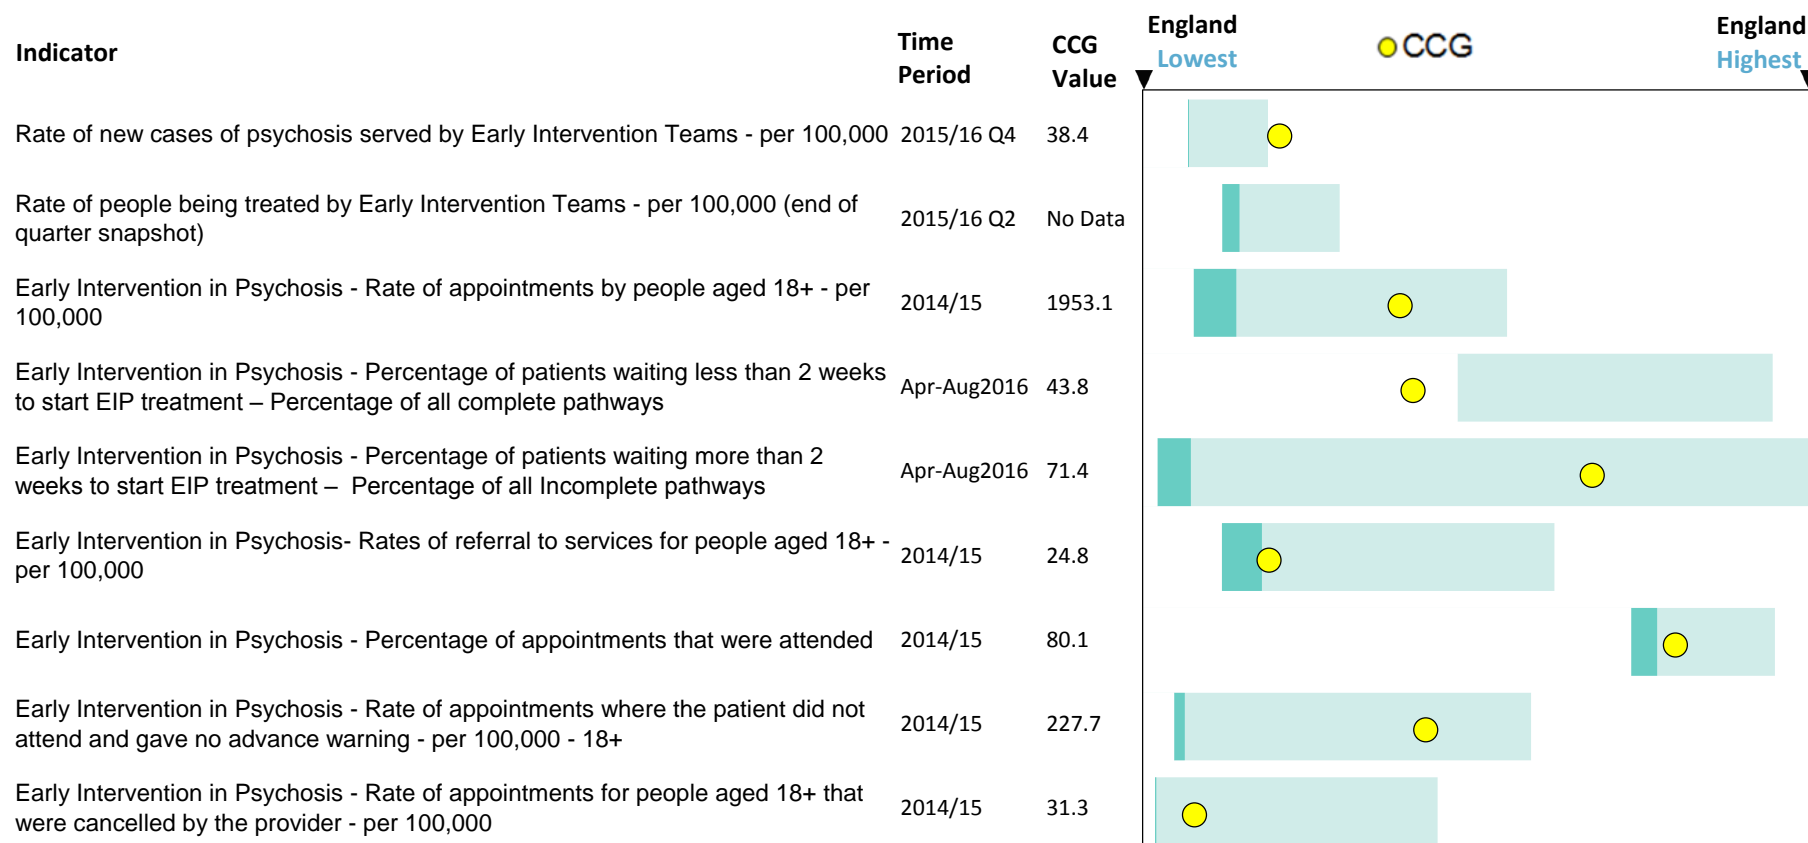 Indicator
Time
Period
CCG
Value
England
Lowest
CCG
England
Highest
Rate of new cases of psychosis served by Early Intervention Teams - per 100,000 2015/16 Q4 38.4
Rate of people being treated by Early Intervention Teams - per 100,000 (end of
quarter snapshot)
2015/16 Q2 No Data
Early Intervention in Psychosis - Rate of appointments by people aged 18+ - per
100,000
2014/15 1953.1
Early Intervention in Psychosis - Percentage of patients waiting less than 2 weeks
to start EIP treatment – Percentage of all complete pathways
Apr-Aug2016 43.8
Early Intervention in Psychosis - Percentage of patients waiting more than 2
weeks to start EIP treatment –  Percentage of all Incomplete pathways
Apr-Aug2016 71.4
Early Intervention in Psychosis- Rates of referral to services for people aged 18+ -
per 100,000
2014/15 24.8
Early Intervention in Psychosis - Percentage of appointments that were attended 2014/15 80.1
Early Intervention in Psychosis - Rate of appointments where the patient did not
attend and gave no advance warning - per 100,000 - 18+
2014/15 227.7
Early Intervention in Psychosis - Rate of appointments for people aged 18+ that
were cancelled by the provider - per 100,000
2014/15 31.3